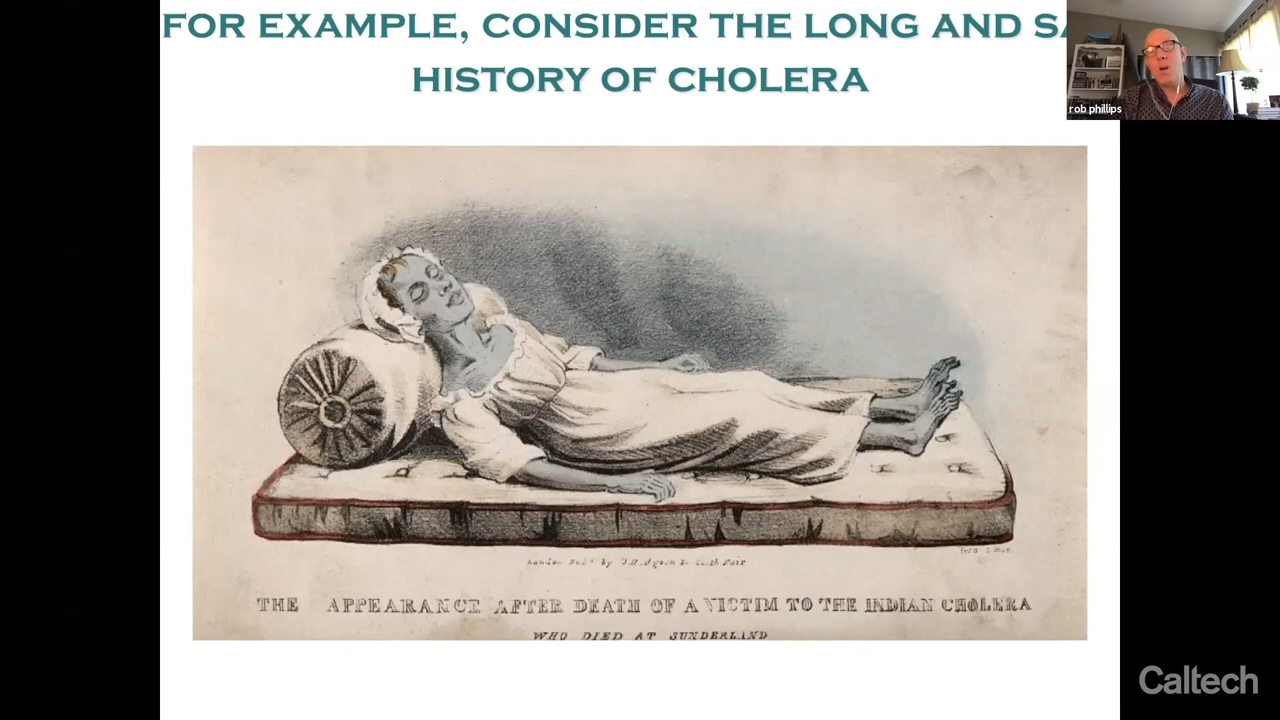 FOR EXAMPLE, CONSIDER THE LONG AND SA
HISTORY OF CHOLERA
rob phillips
London
THE APPEARANCE AFTER DEATH OF A VICTIM TO THE INDIAN CHOLERA
WHO DIED AT SUNDERLAND
Caltech